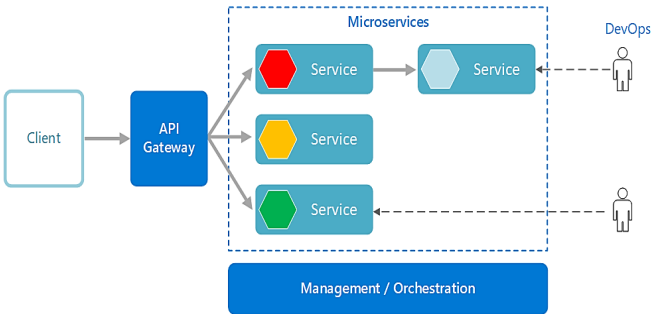 Microservices
DevOps
Service
Service
Client
API
Gateway
Service
Service
Management / Orchestration